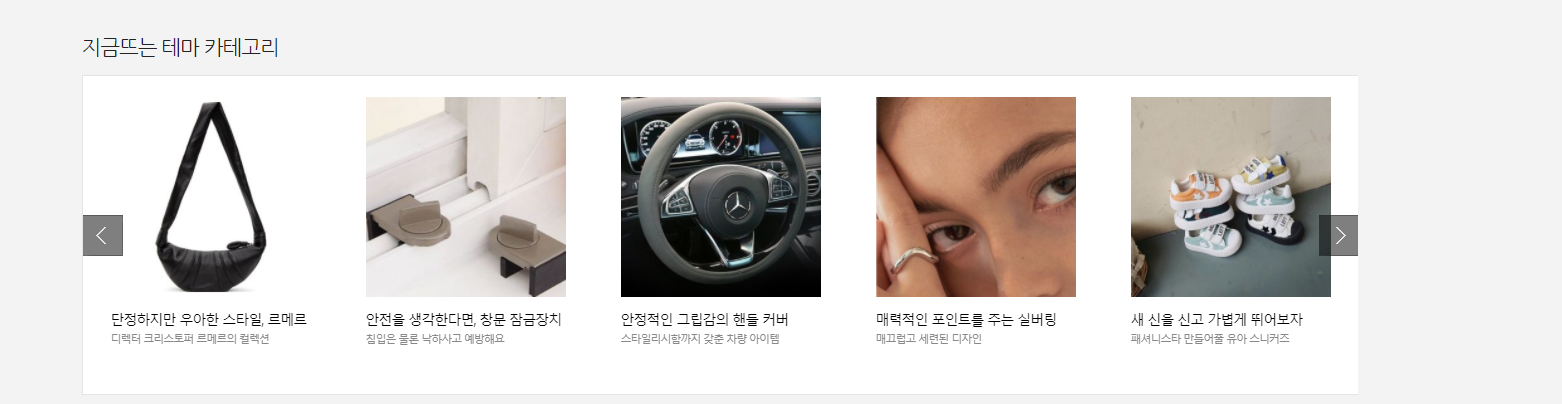 지금뜨는 테마 카테고리
단정하지만 우아한 스타일, 르메르
디렉터 크리스토퍼 르메르의 컬렉션
안전을 생각한다면, 창문 잠금장치
침입은 물론 낙하사고 예방해요
안정적인 그립감의 핸들 커버
스타일리시함까지 갖춘 차량 아이템
매력적인 포인트를 주는 실버링
매끄럽고 세련된 디자인
새 신을 신고 가볍게 뛰어보자
패셔니스타 만들어줄 유아 스니커즈